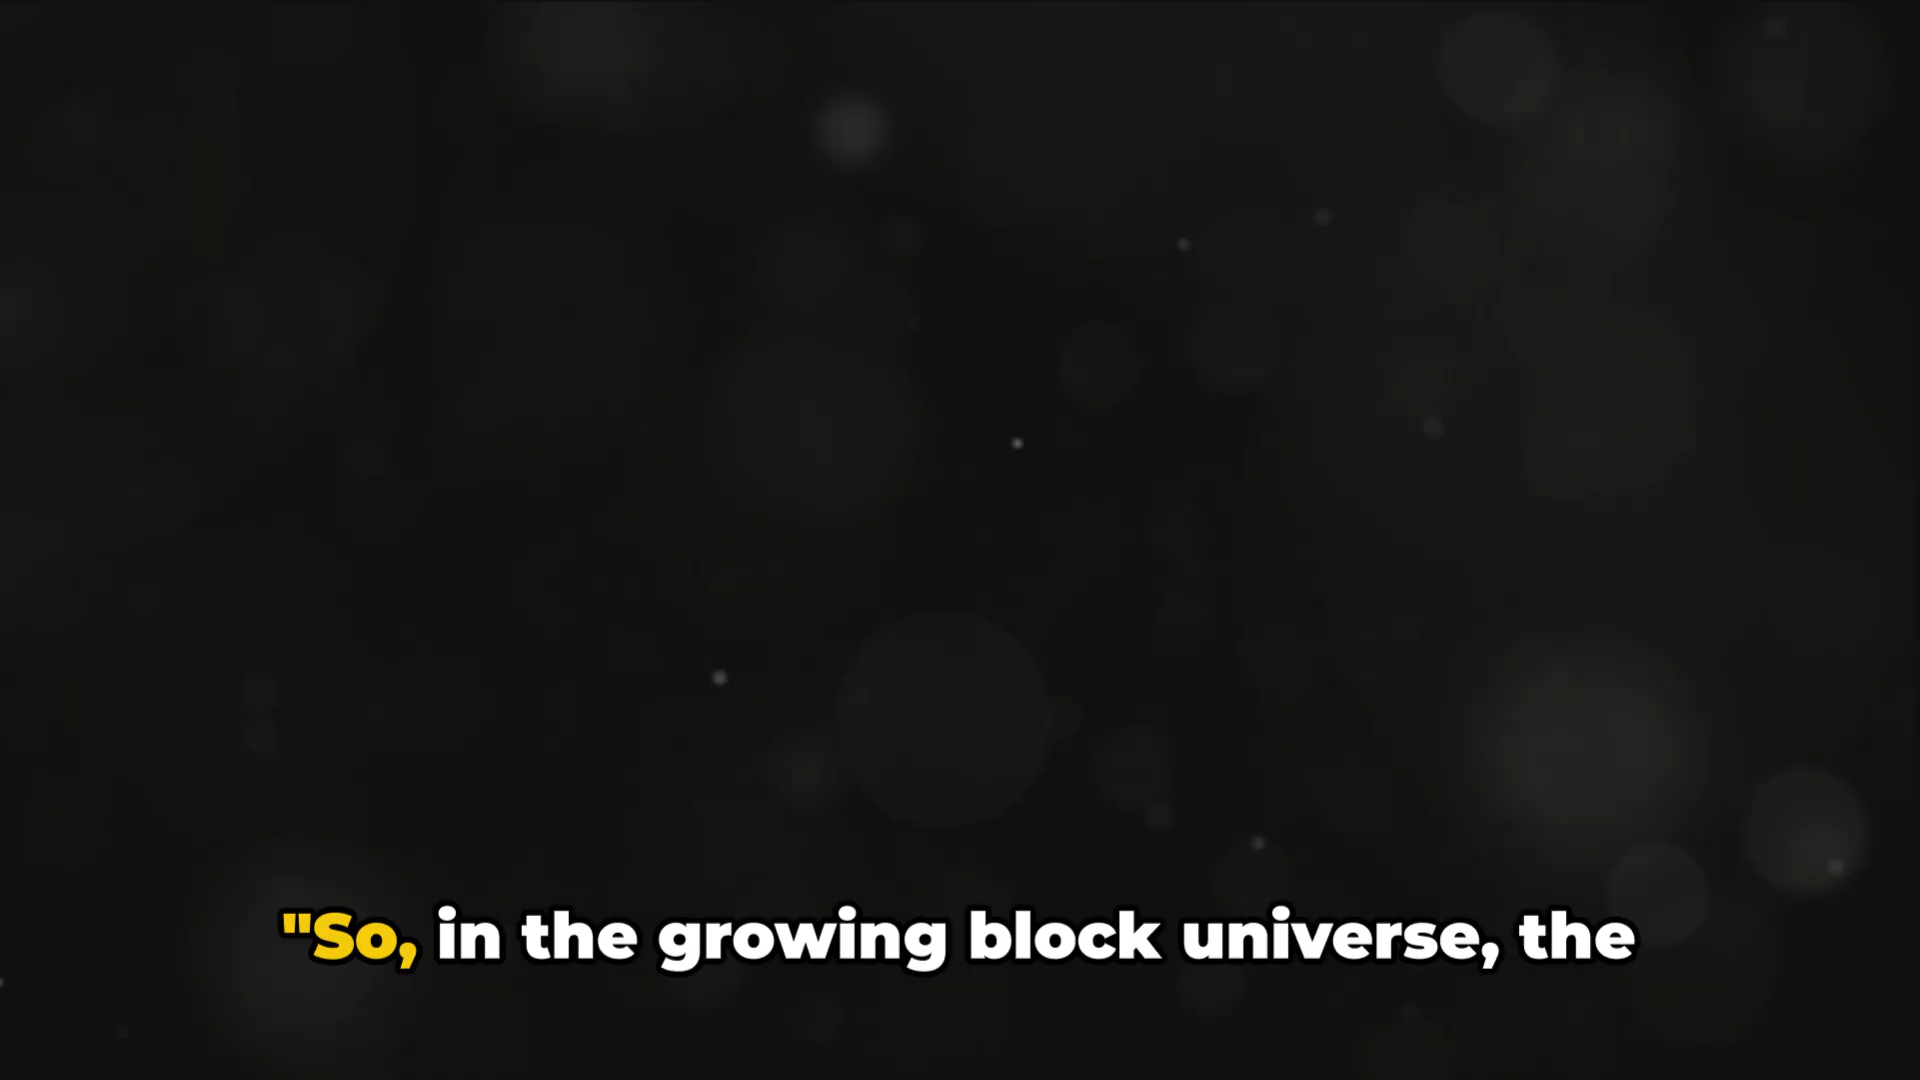 "So, in the growing block universe, the